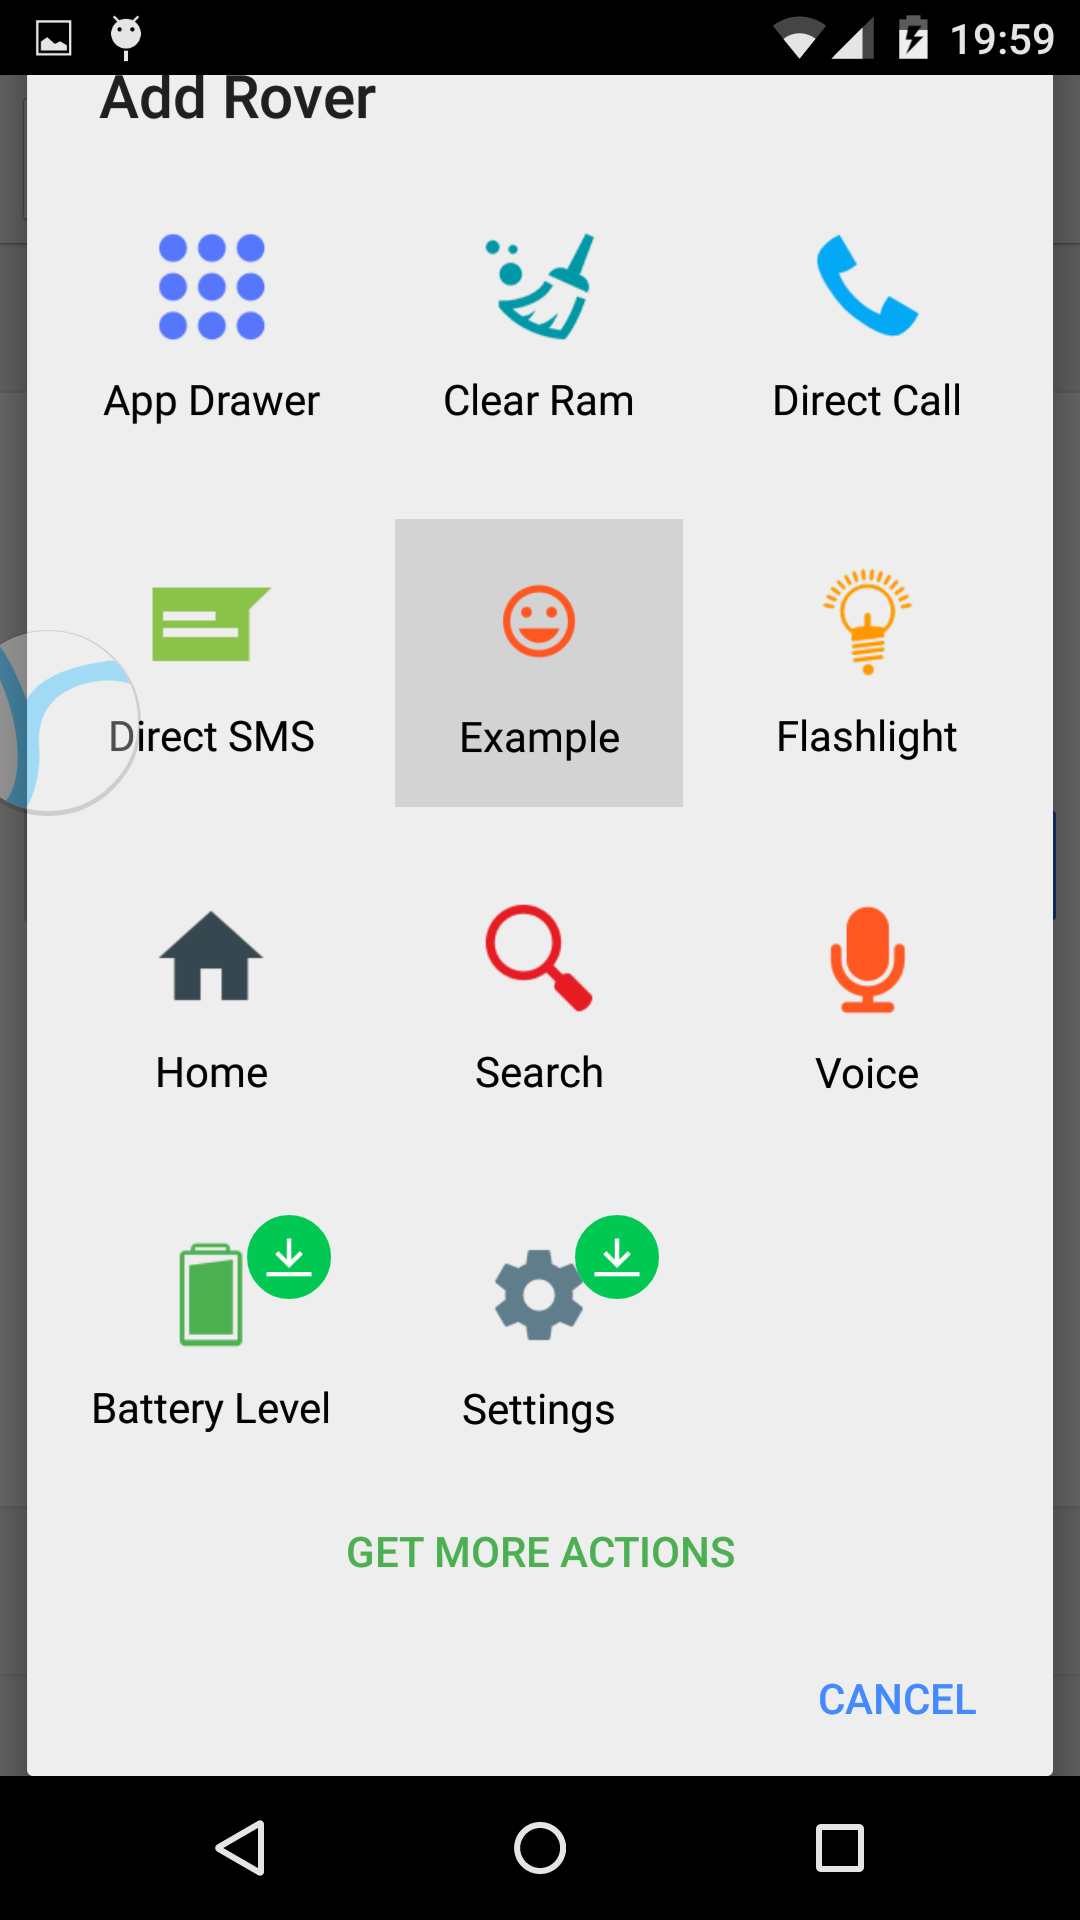 19:59
Add Rover
App Drawer
Clear Ram
Direct Call
Direct SMS
Example
Flashlight
Home
Search
Voice
Battery Level
Settings
GET MORE ACTIONS
CANCEL